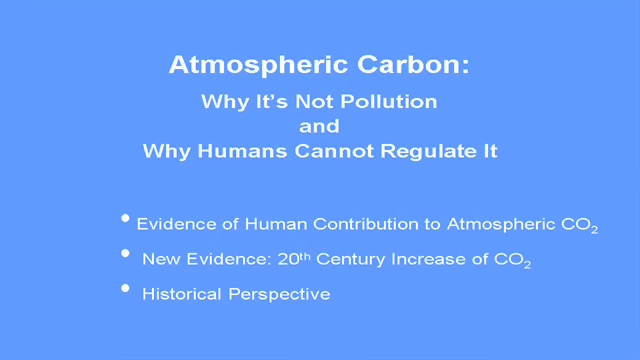 Atmospheric Carbon:
Why It's Not Pollution
and
Why Humans Cannot Regulate It
• Evidence of Human Contribution to Atmospheric CO₂
• New Evidence: 20th Century Increase of CO₂
• Historical Perspective